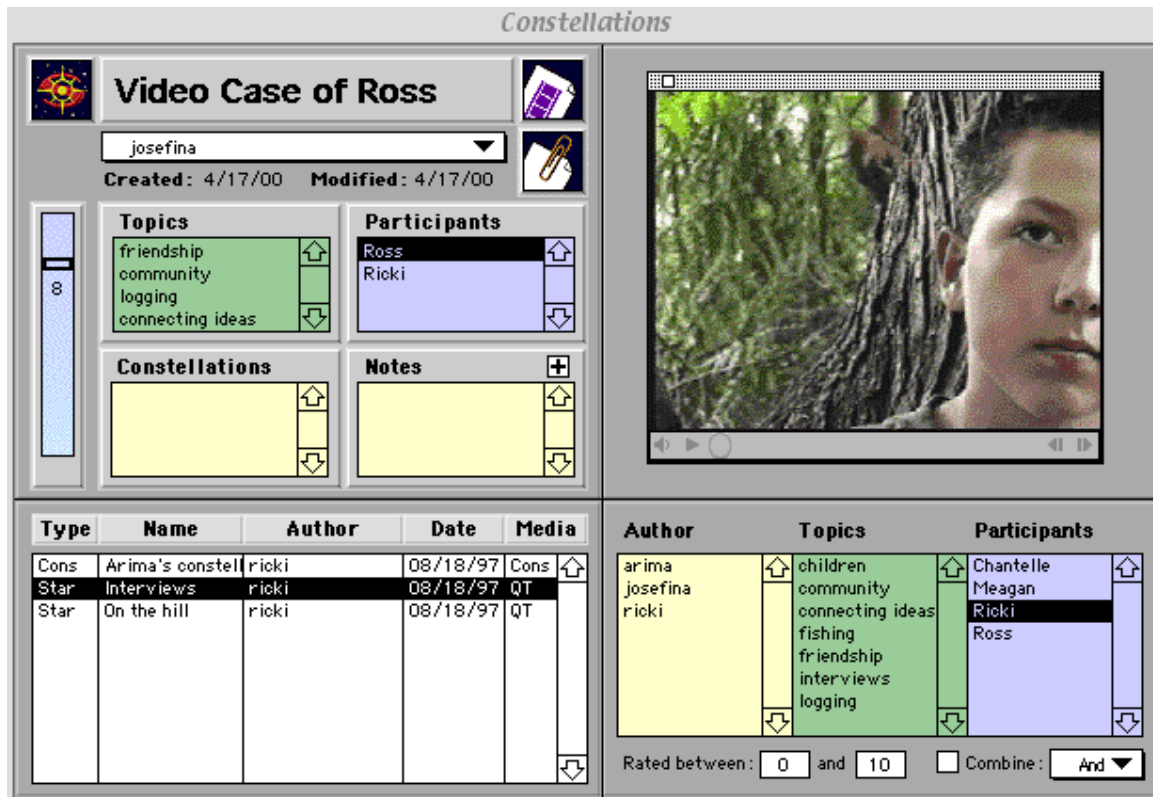 Constellations
Video Case of Ross
josefina
Created: 4/17/00 Modified: 4/17/00
8
Topics
friendship
community
logging
connecting ideas
Participants
Ross
Ricki
Constellations
Notes
Type Name Author Date Media
Cons Arima's constell ricki 08/18/97 Cons
Star Interviews ricki 08/18/97 QT
Star On the hill ricki 08/18/97 QT
Author
arima
josefina
ricki
Topics
children
community
connecting ideas
fishing
friendship
interviews
logging
Participants
Chantelle
Meagan
Ricki
Ross
Rated between: 0 and 10 Combine: And